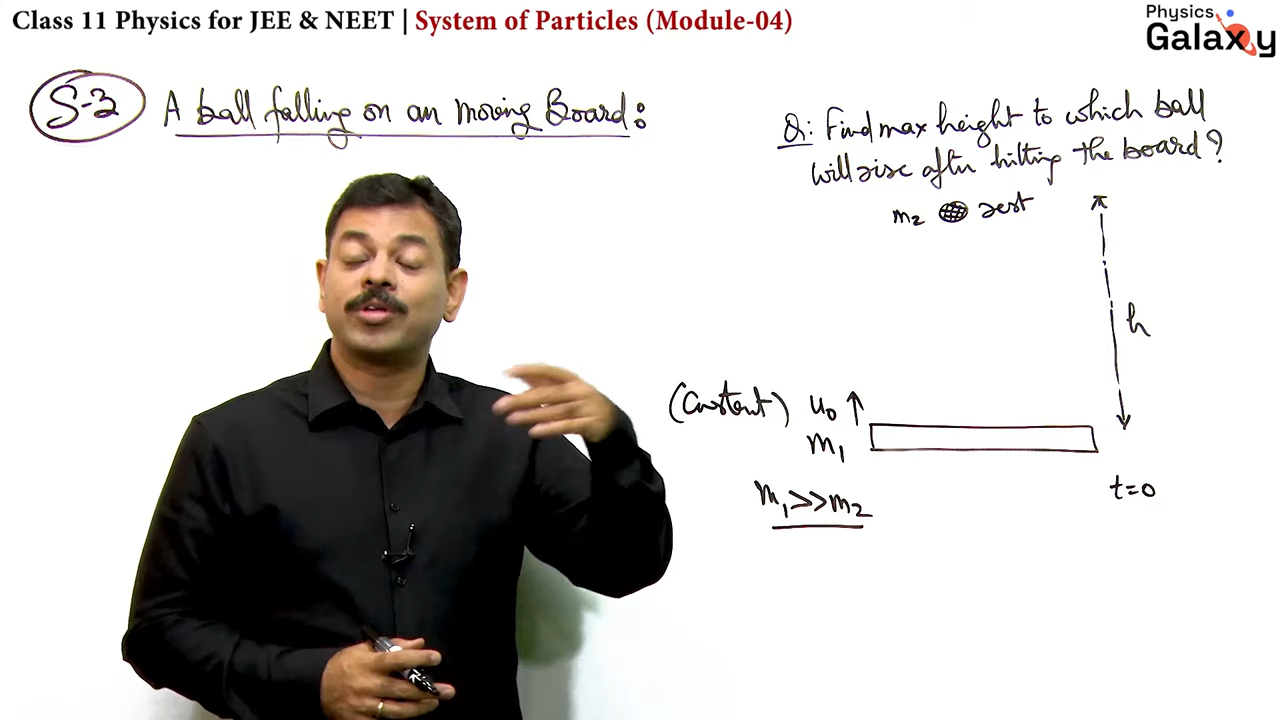 Class 11 Physics for JEE & NEET | System of Particles (Module-04)
Physics
Galaxy
S-3 A ball falling on an moving Board:
Q: Find max height to which ball
will rise after hitting the board?
m₂ rest
h
(Constant) u₀
m₁
m₁>>m₂
t=0